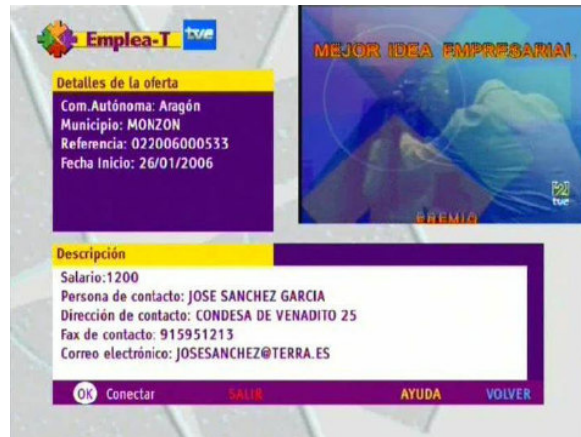 Emplea-T
tve
MEJOR IDEA EMPRESARIAL
Detalles de la oferta
Com.Autónoma: Aragón
Municipio: MONZON
Referencia: 022006000533
Fecha Inicio: 26/01/2006
2
tve
PREMIO
Descripción
Salario:1200
Persona de contacto: JOSE SANCHEZ GARCIA
Dirección de contacto: CONDESA DE VENADITO 25
Fax de contacto: 915951213
Correo electrónico: JOSESANCHEZ@TERRA.ES
OK Conectar SALIR AYUDA VOLVER